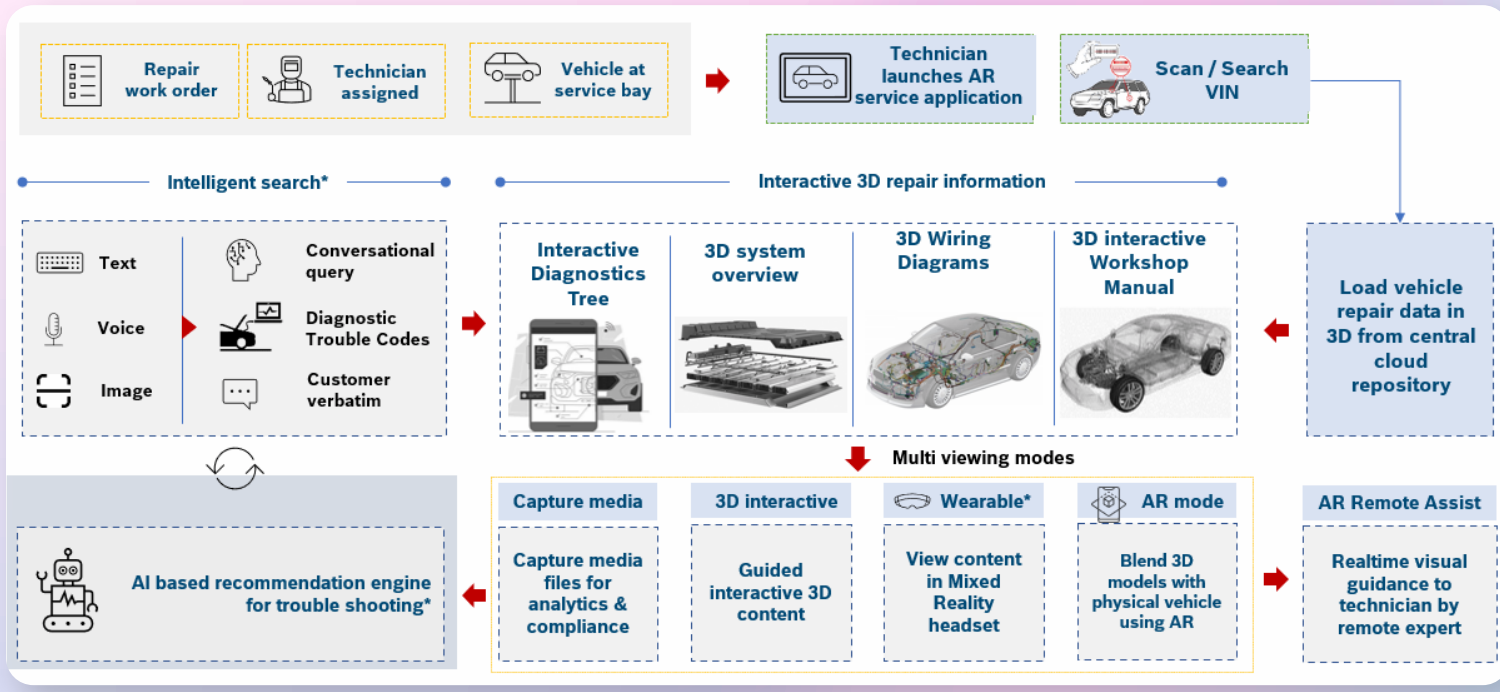 Repair
work order
Technician
assigned
Vehicle at
service bay
Technician
launches AR
service application
Scan / Search
VIN
Intelligent search*
Interactive 3D repair information
Text
Voice
Image
Conversational
query
Diagnostic
Trouble Codes
Customer
verbatim
Interactive
Diagnostics
Tree
3D system
overview
3D Wiring
Diagrams
3D interactive
Workshop
Manual
Load vehicle
repair data in
3D from central
cloud
repository
Multi viewing modes
Capture media
Capture media
files for
analytics &
compliance
3D interactive
Guided
interactive 3D
content
Wearable*
View content
in Mixed
Reality
headset
AR mode
Blend 3D
models with
physical vehicle
using AR
AR Remote Assist
Realtime visual
guidance to
technician by
remote expert
AI based recommendation engine
for trouble shooting*